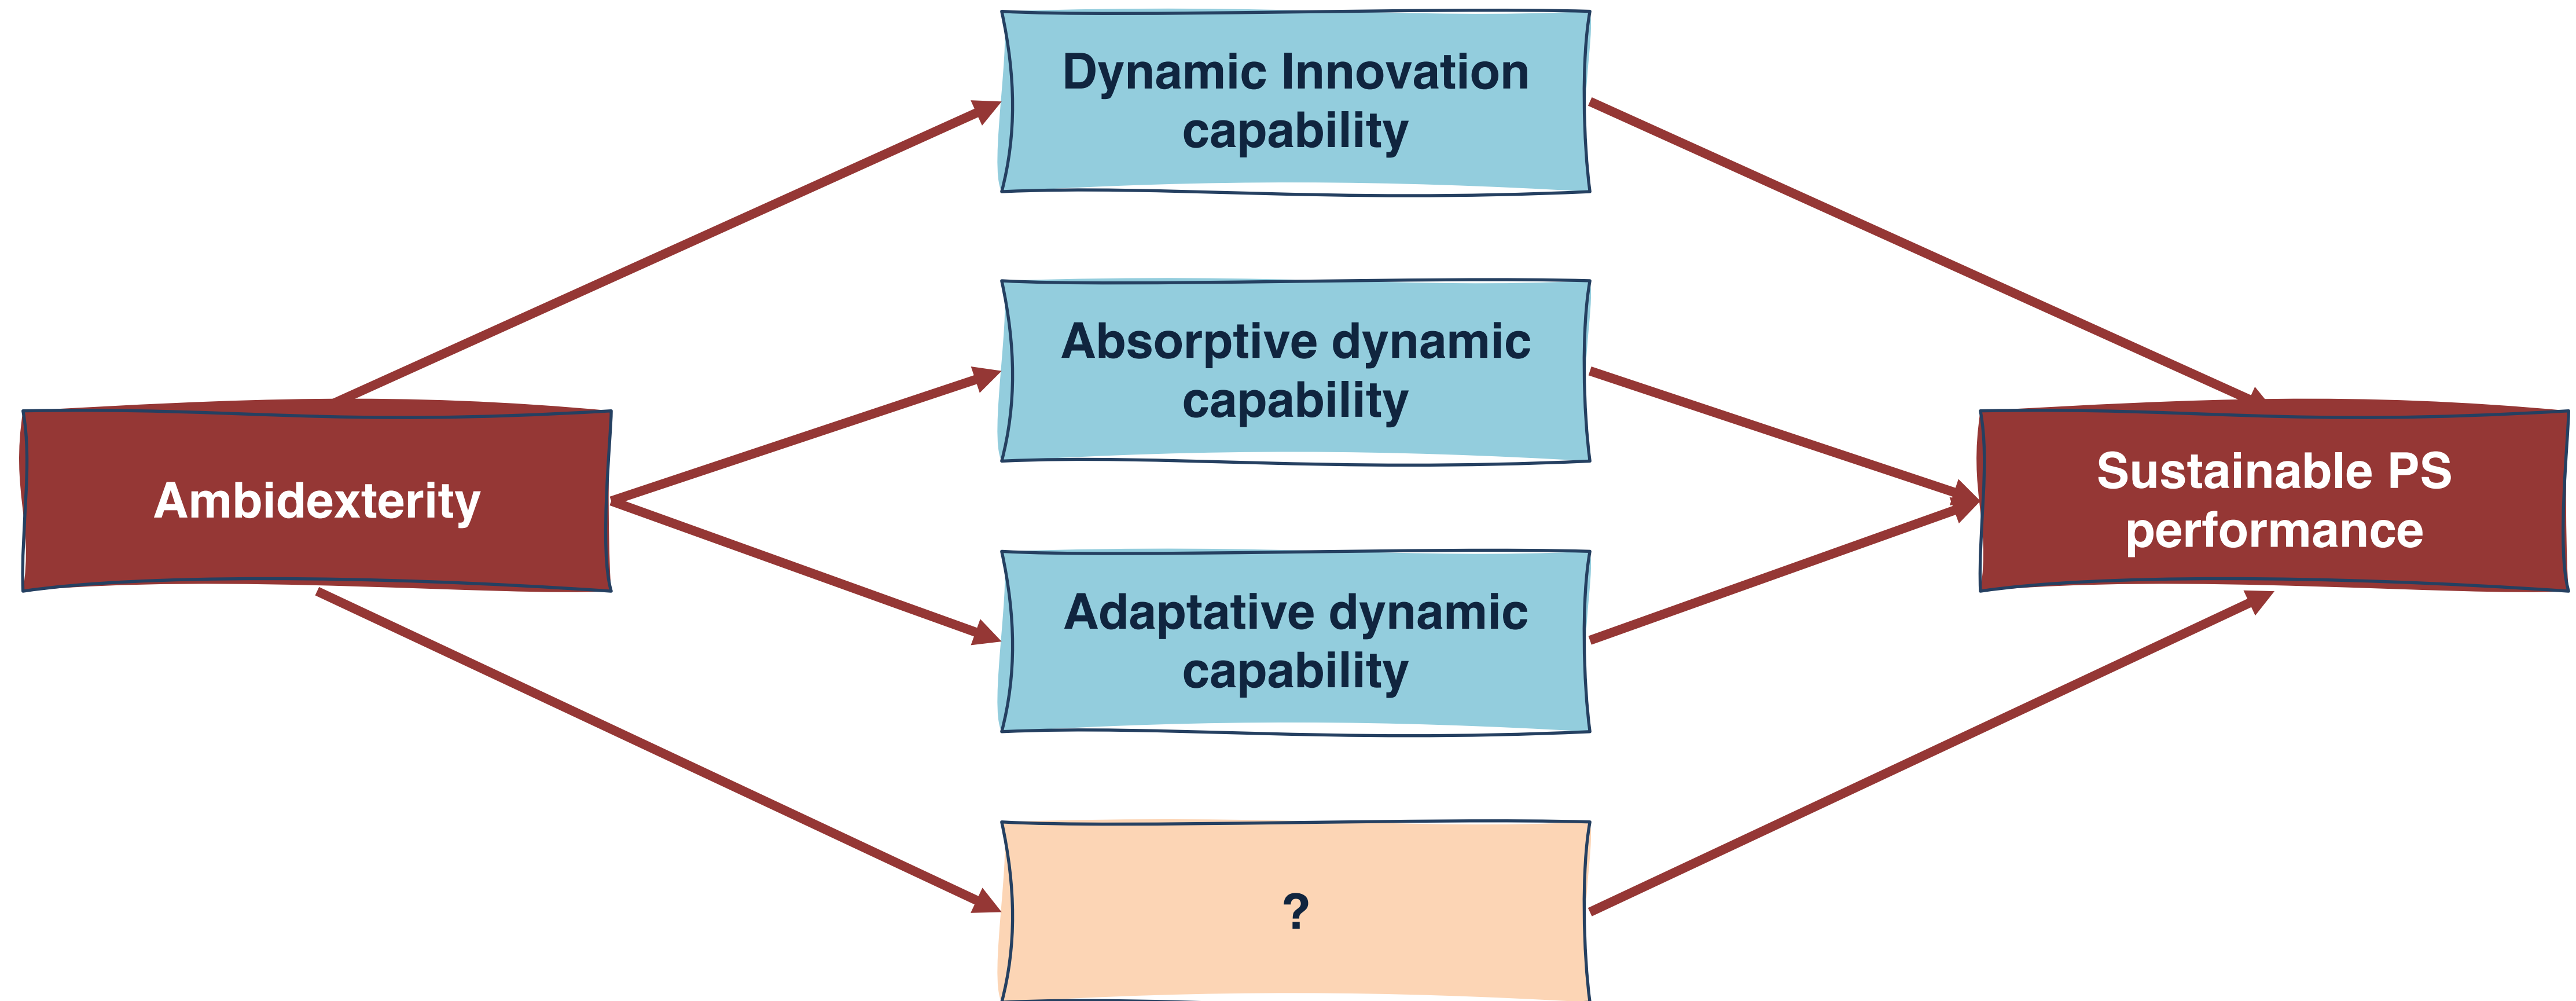 Dynamic Innovation
capability
Absorptive dynamic
capability
Ambidexterity
Sustainable PS
performance
Adaptative dynamic
capability
?